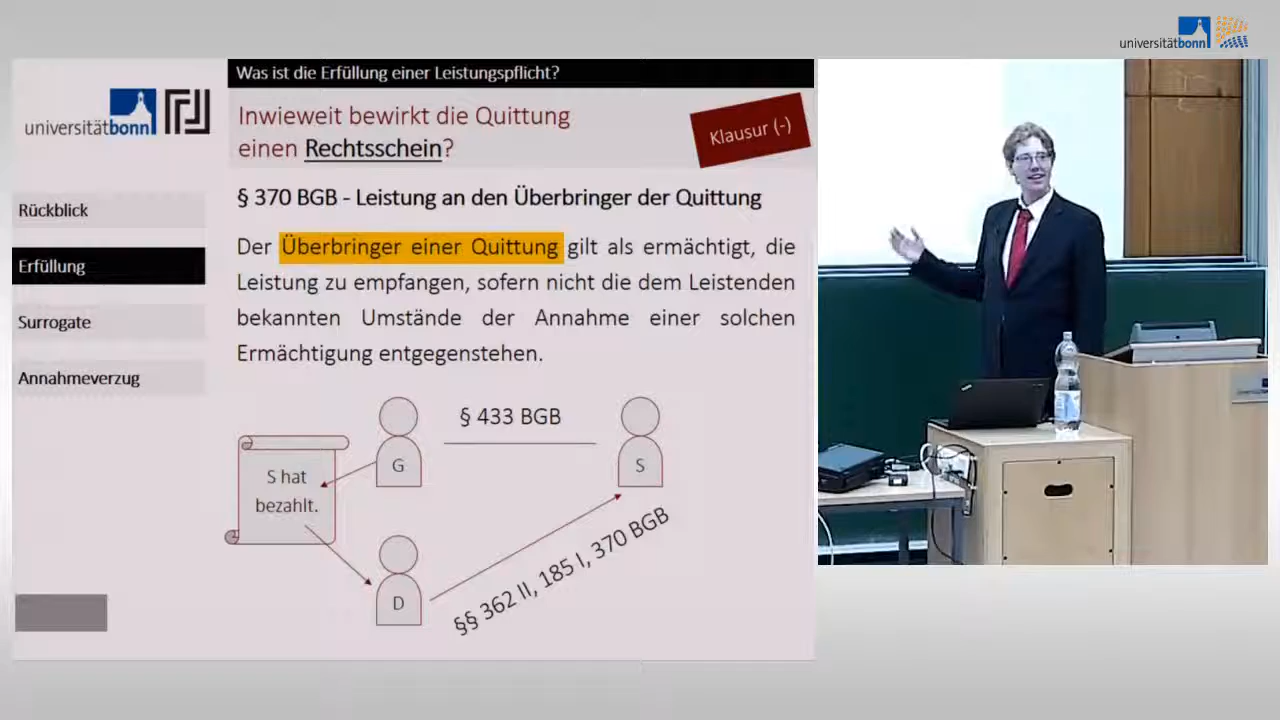 universitätbonn
Was ist die Erfüllung einer Leistungspflicht?
universitätbonn
Inwieweit bewirkt die Quittung
einen Rechtsschein?
Klausur (-)
§ 370 BGB - Leistung an den Überbringer der Quittung
Rückblick
Erfüllung
Surrogate
Annahmeverzug
Der Überbringer einer Quittung gilt als ermächtigt, die
Leistung zu empfangen, sofern nicht die dem Leistenden
bekannten Umstände der Annahme einer solchen
Ermächtigung entgegenstehen.
§ 433 BGB
G
S
S hat
bezahlt.
D
§§ 362 II, 185 I, 370 BGB